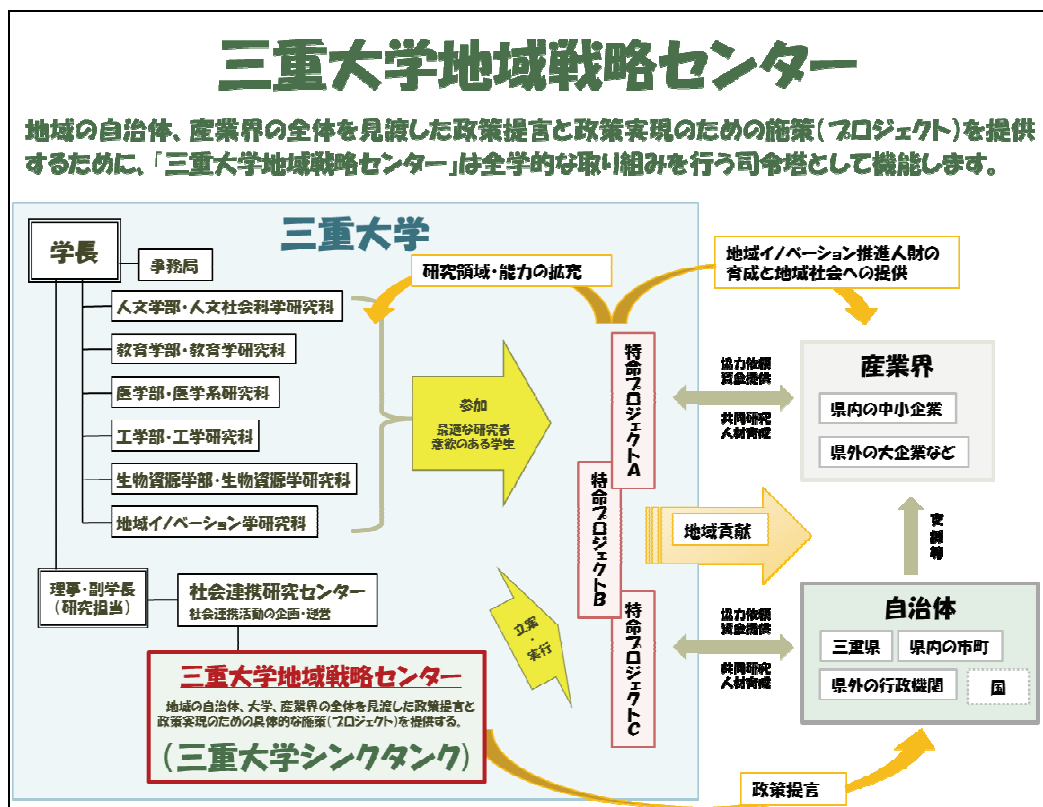 三重大学地域戦略センター
地域の自治体、産業界の全体を見渡した政策提言と政策実現のための施策(プロジェクト)を提供
するために、「三重大学地域戦略センター」は全学的な取り組みを行う司令塔として機能します。
三重大学
学長
事務局
人文学部・人文社会科学研究科
教育学部・教育学研究科
医学部・医学系研究科
工学部・工学研究科
生物資源学部・生物資源学研究科
地域イノベーション学研究科
理事・副学長
(研究担当)
社会連携研究センター
社会連携活動の企画・運営
三重大学地域戦略センター
地域の自治体、大学、産業界の全体を見渡した政策提言と
政策実現のための具体的な施策(プロジェクト)を提供する。
(三重大学シンクタンク)
研究領域・能力の拡充
参加
最適な研究者
意欲のある学生
立案・
実行
特命プロジェクトA
特命プロジェクトB
特命プロジェクトC
地域イノベーション推進人財の
育成と地域社会への提供
協力依頼
資金提供
共同研究
人材育成
産業界
県内の中小企業
県外の大企業など
地域貢献
協力依頼
資金提供
共同研究
人材育成
自治体
三重県
県内の市町
県外の行政機関
国
政策提言